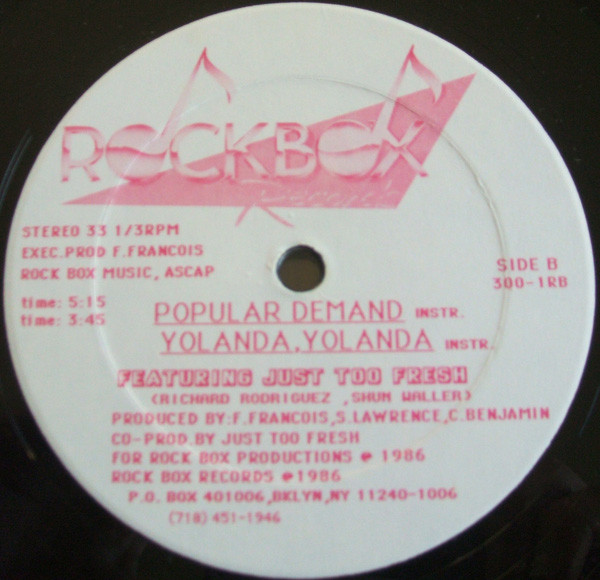 ROCKBOX
Records
STEREO 33 1/3RPM
EXEC.PROD F.FRANCOIS
ROCK BOX MUSIC, ASCAP
SIDE B
300-1RB
time: 5:15
time: 3:45
POPULAR DEMAND INSTR.
YOLANDA,YOLANDA INSTR.
FEATURING JUST TOO FRESH
(RICHARD RODRIGUEZ ,SHUN WALLER)
PRODUCED BY:F.FRANCOIS,S.LAWRENCE,C.BENJAMIN
CO-PROD.BY JUST TOO FRESH
FOR ROCK BOX PRODUCTIONS ℗ 1986
ROCK BOX RECORDS ℗1986
P.O. BOX 401006,BKLYN,NY 11240-1006
(718) 451-1946